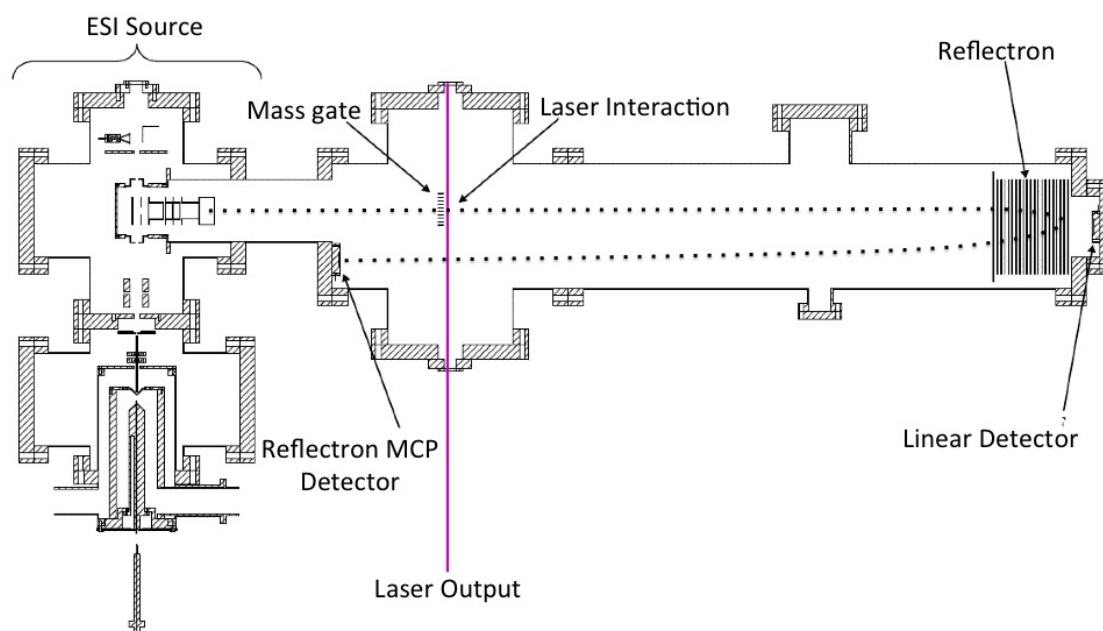 ESI Source
Reflectron
Mass gate
Laser Interaction
Reflectron MCP
Detector
Linear Detector
Laser Output